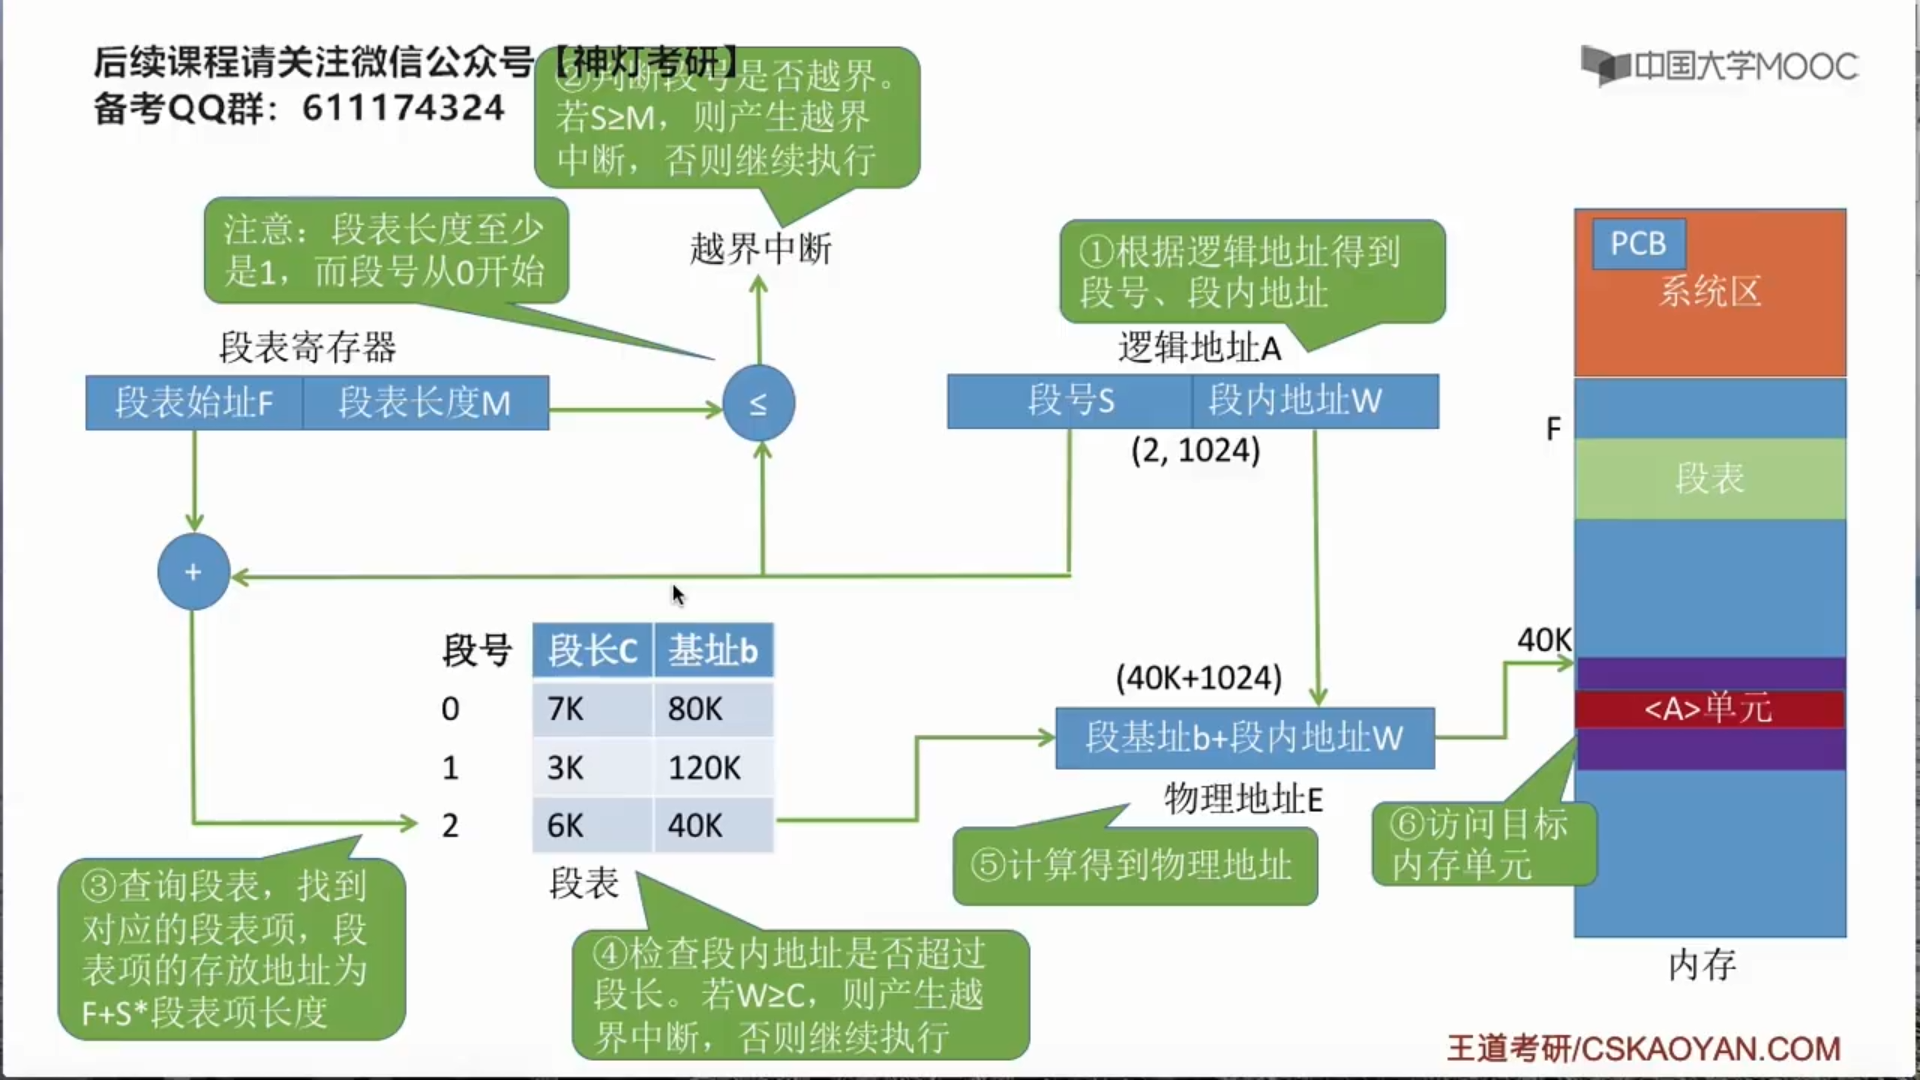 后续课程请关注微信公众号【神灯考研】
备考QQ群：611174324
中国大学MOOC
②判断段号是否越界。
若S≥M，则产生越界
中断，否则继续执行
注意：段表长度至少
是1，而段号从0开始
越界中断
①根据逻辑地址得到
段号、段内地址
PCB
系统区
段表寄存器
逻辑地址A
段表始址F
段表长度M
≤
段号S
段内地址W
(2, 1024)
F
段表
+
40K
段号
段长C
基址b
0
7K
80K
1
3K
120K
2
6K
40K
段表
(40K+1024)
段基址b+段内地址W
物理地址E
<A>单元
③查询段表，找到
对应的段表项，段
表项的存放地址为
F+S*段表项长度
④检查段内地址是否超过
段长。若W≥C，则产生越
界中断，否则继续执行
⑤计算得到物理地址
⑥访问目标
内存单元
内存
王道考研/CSKAOYAN.COM